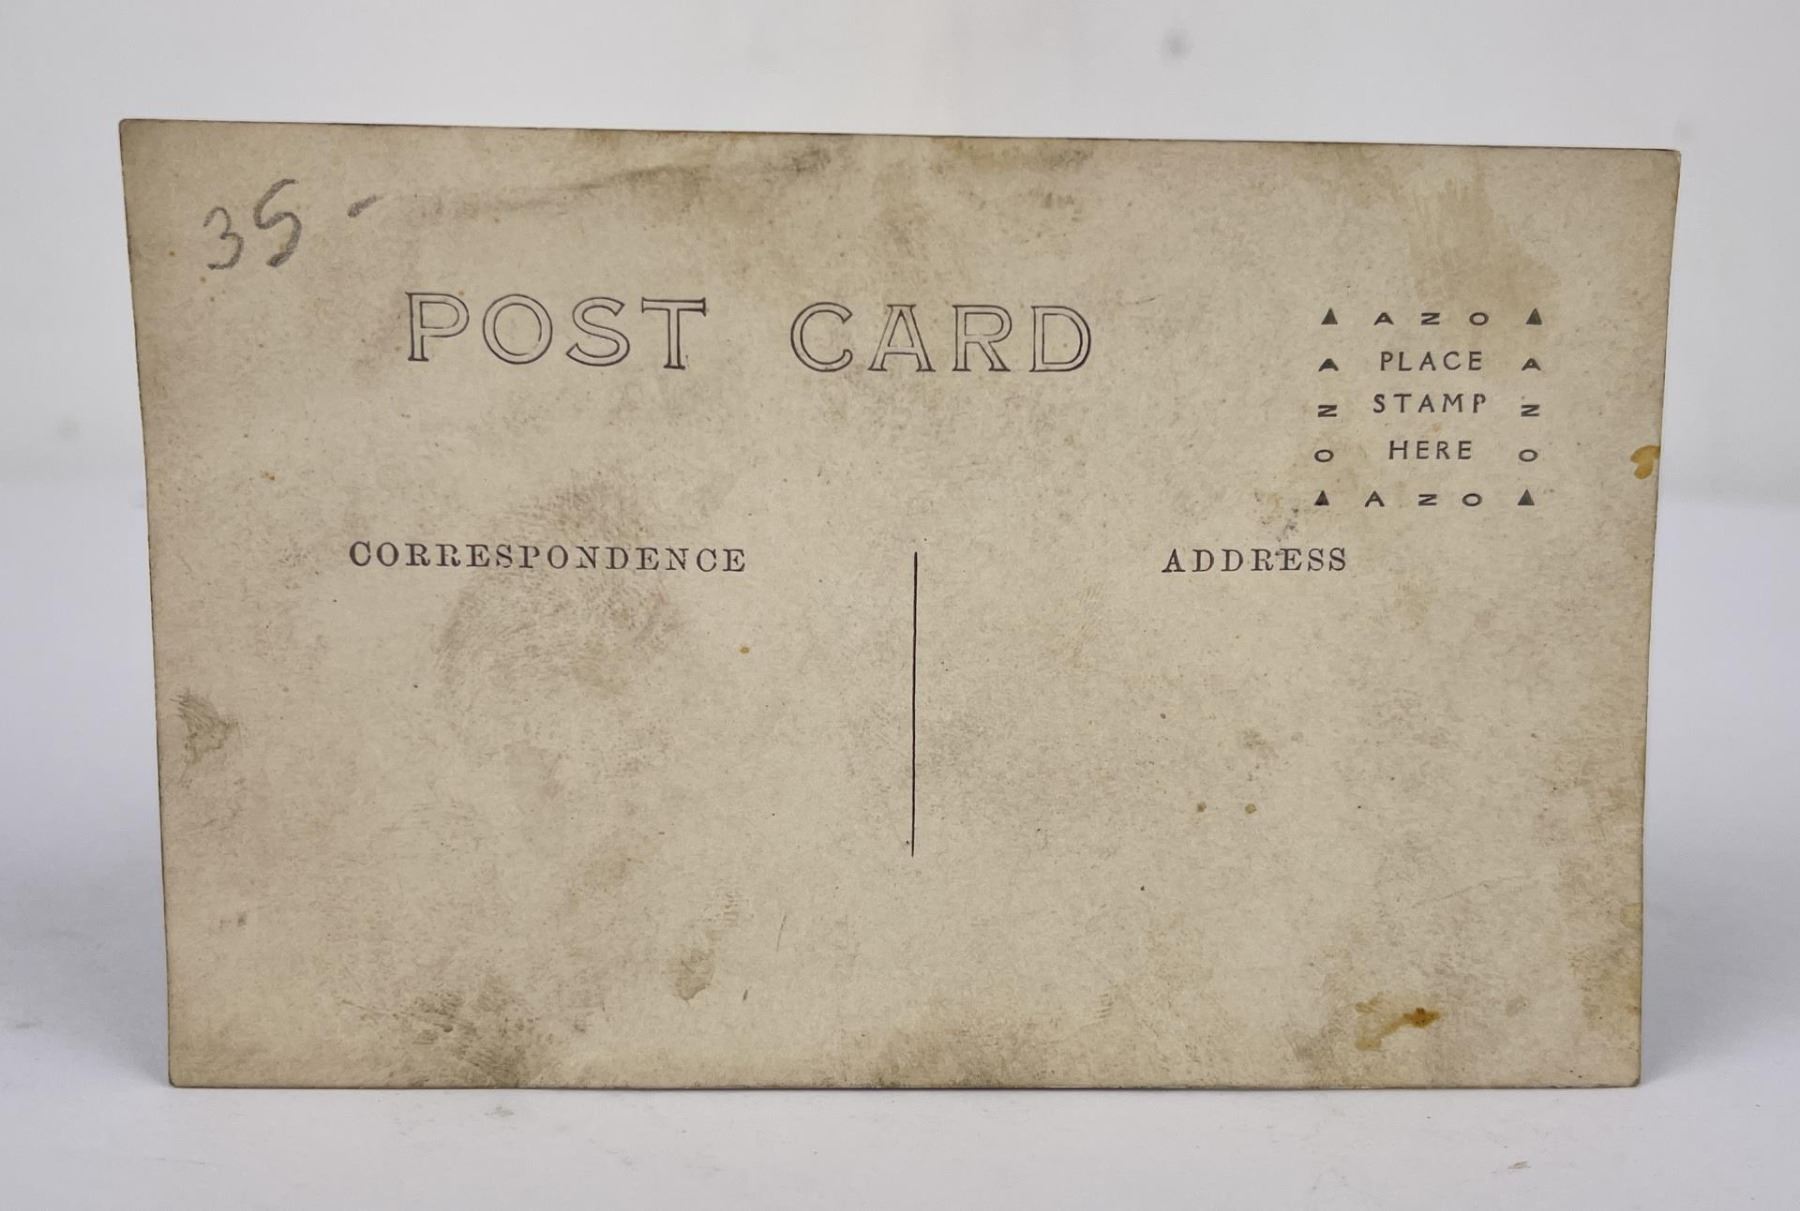 35-
POST CARD
▲ AZO ▲
A PLACE A
N STAMP N
O HERE O
▲ AZO ▲
CORRESPONDENCE
ADDRESS